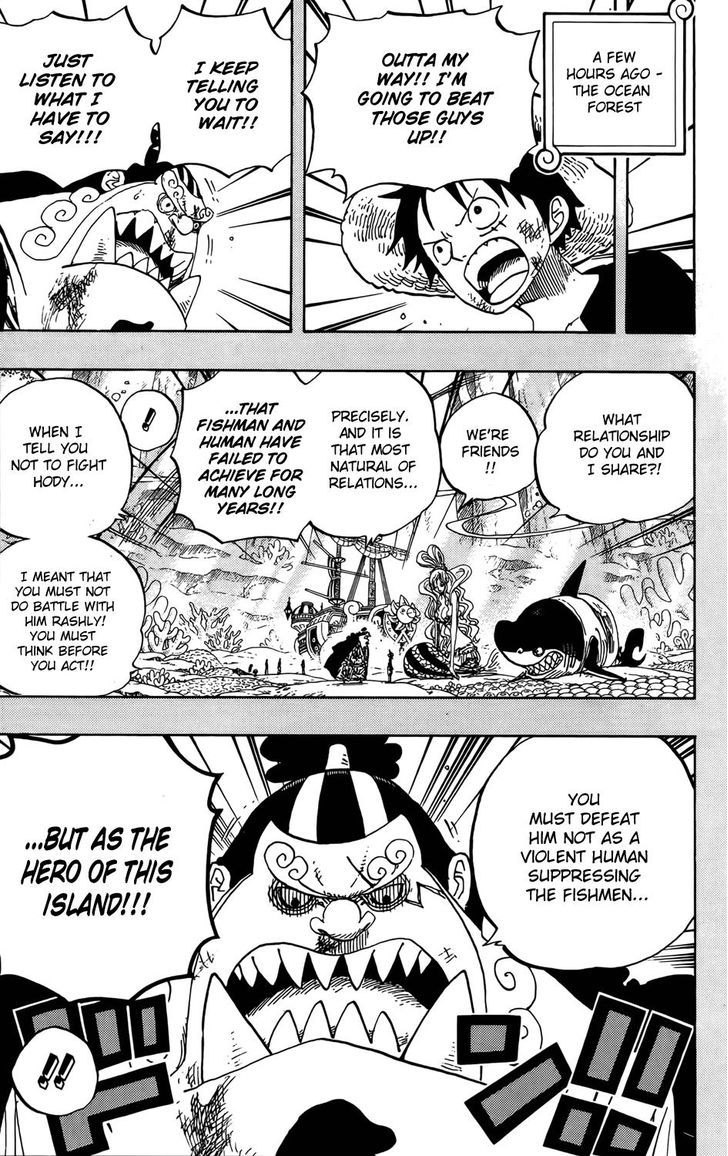 A FEW
HOURS AGO -
THE OCEAN
FOREST
OUTTA MY
WAY!! I'M
GOING TO BEAT
THOSE GUYS
UP!!
I KEEP
TELLING
YOU TO
WAIT!!
JUST
LISTEN TO
WHAT I
HAVE TO
SAY!!!
WHAT
RELATIONSHIP
DO YOU AND
I SHARE?!
WE'RE
FRIENDS
!!
PRECISELY.
AND IT IS
THAT MOST
NATURAL OF
RELATIONS...
...THAT
FISHMAN AND
HUMAN HAVE
FAILED TO
ACHIEVE FOR
MANY LONG
YEARS!!
!
WHEN I
TELL YOU
NOT TO FIGHT
HODY...
I MEANT THAT
YOU MUST NOT
DO BATTLE WITH
HIM RASHLY!
YOU MUST
THINK BEFORE
YOU ACT!!
YOU
MUST DEFEAT
HIM NOT AS A
VIOLENT HUMAN
SUPPRESSING
THE FISHMEN...
...BUT AS THE
HERO OF THIS
ISLAND!!!
!!